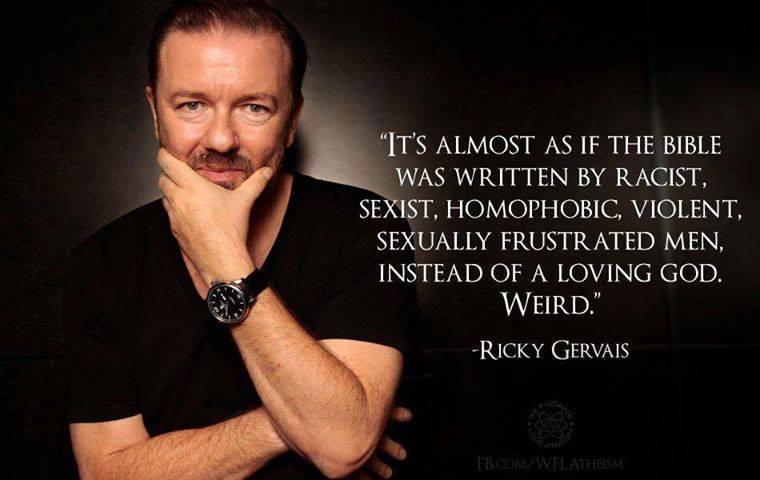 “It's almost as if the bible
was written by racist,
sexist, homophobic, violent,
sexually frustrated men,
instead of a loving god.
Weird.”
-Ricky Gervais
FB.com/WFLAtheism